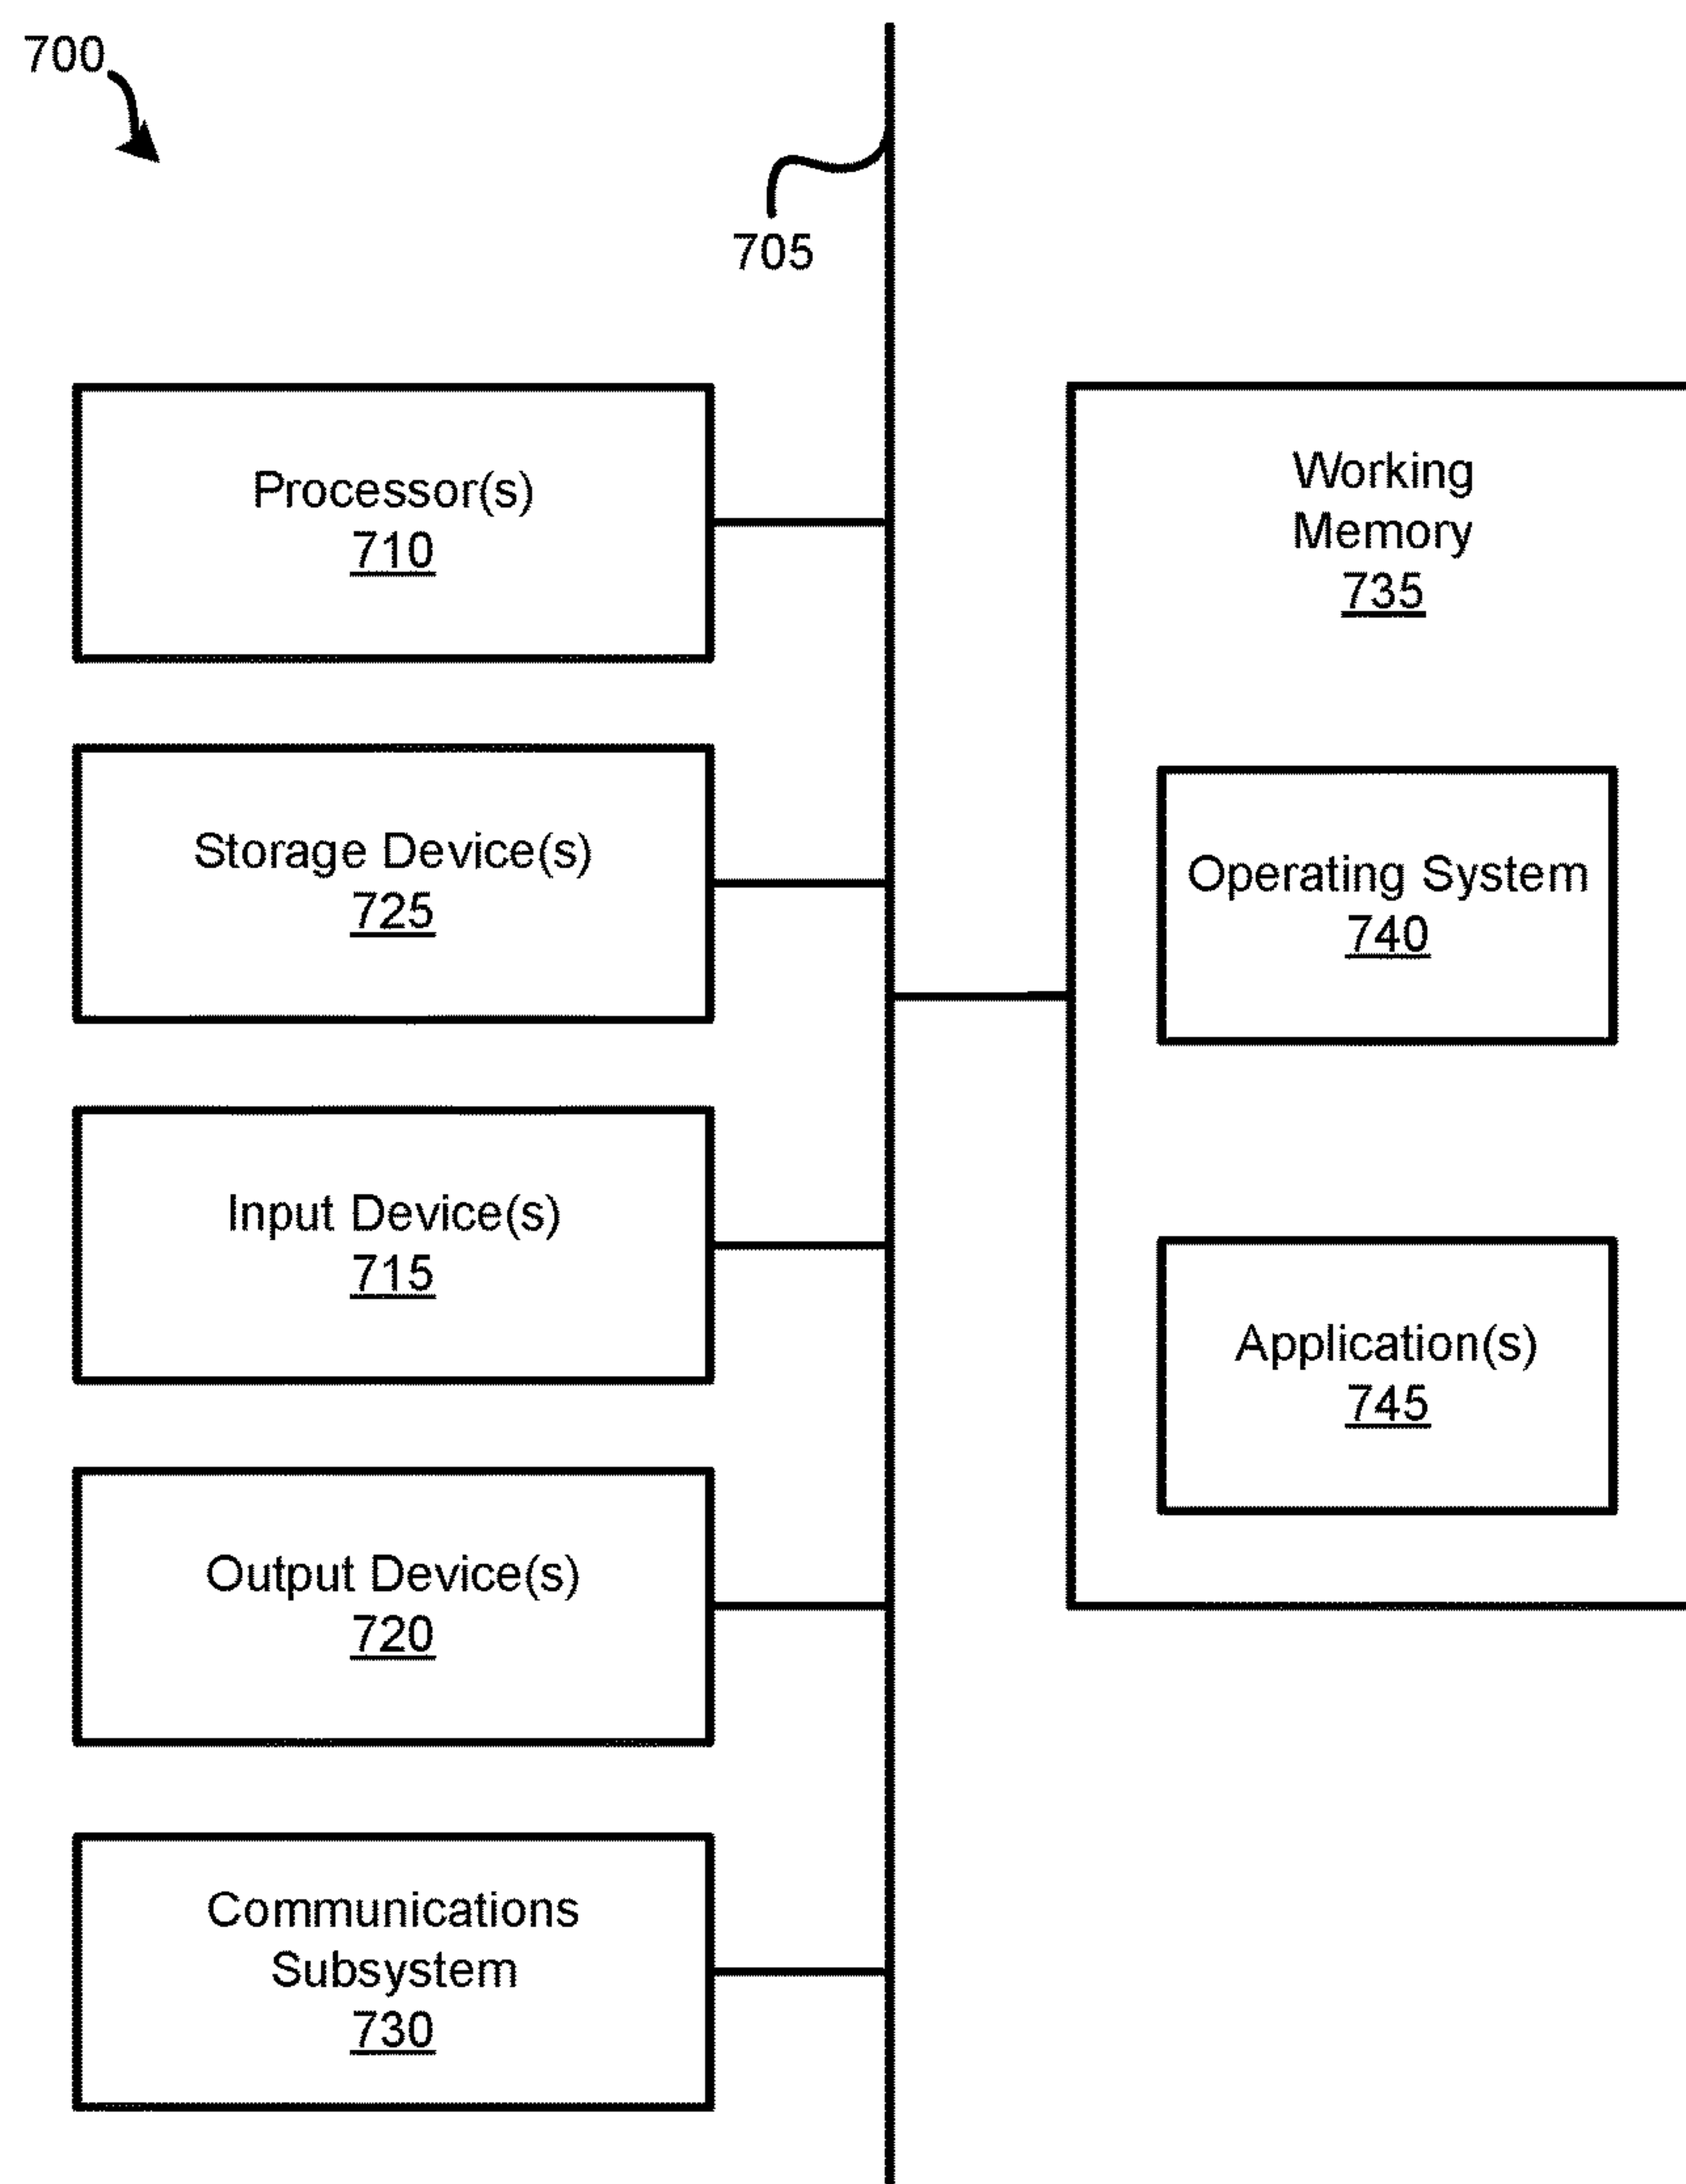 700
705
Processor(s)
710
Storage Device(s)
725
Input Device(s)
715
Output Device(s)
720
Communications
Subsystem
730
Working
Memory
735
Operating System
740
Application(s)
745